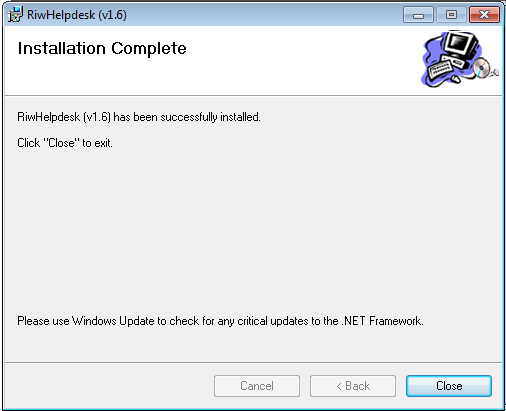 RiwHelpdesk (v1.6)
Installation Complete
RiwHelpdesk (v1.6) has been successfully installed.
Click "Close" to exit.
Please use Windows Update to check for any critical updates to the .NET Framework.
Cancel
< Back
Close